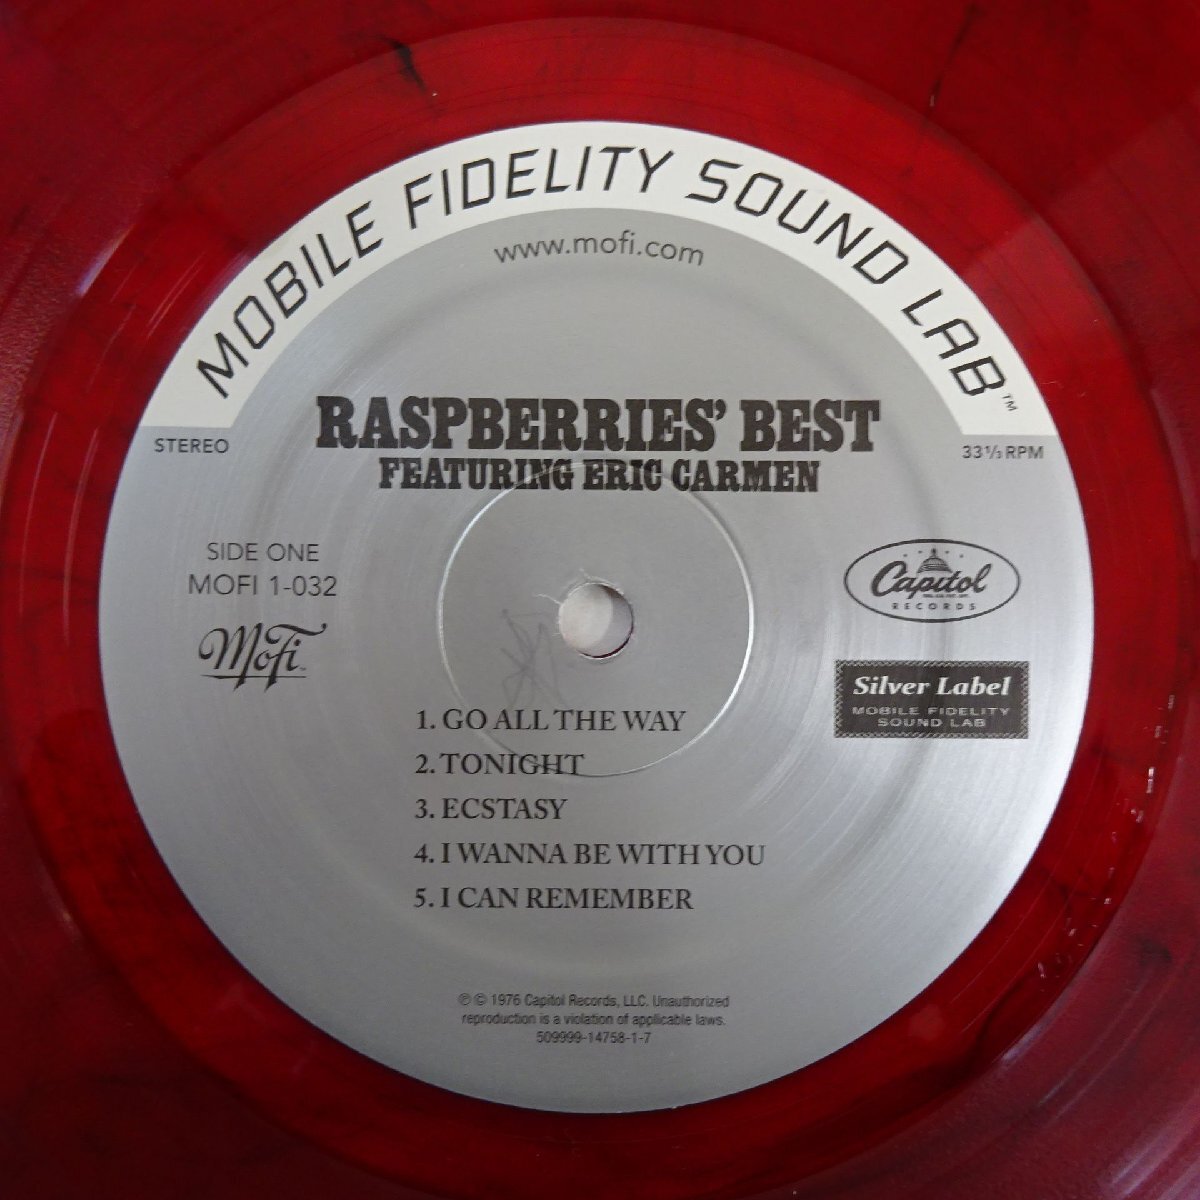 MOBILE FIDELITY SOUND LAB™
www.mofi.com
RASPBERRIES' BEST
FEATURING ERIC CARMEN
STEREO
33⅓ RPM
SIDE ONE
MOFI 1-032
MoFi™
Capitol
RECORDS
Silver Label
MOBILE FIDELITY
SOUND LAB
1. GO ALL THE WAY
2. TONIGHT
3. ECSTASY
4. I WANNA BE WITH YOU
5. I CAN REMEMBER
℗ © 1976 Capitol Records, LLC. Unauthorized
reproduction is a violation of applicable laws.
509999-14758-1-7